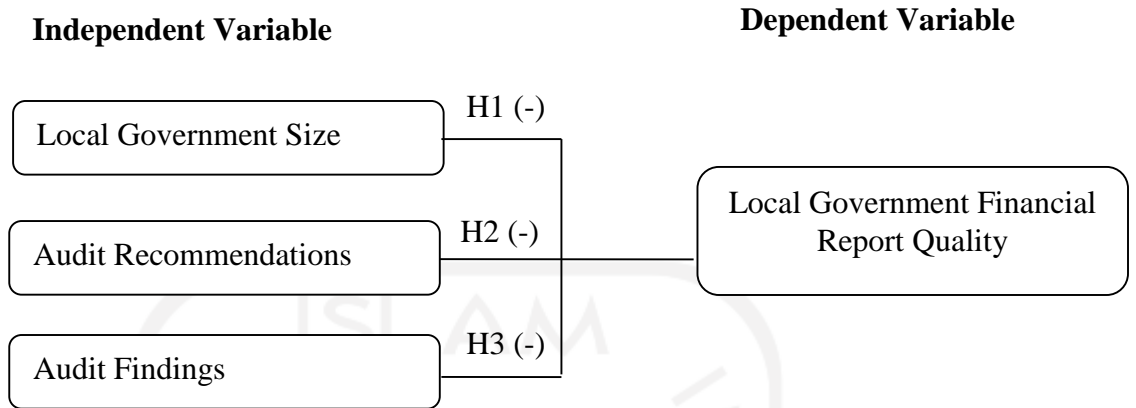 Independent Variable
Dependent Variable
H1 (-)
Local Government Size
H2 (-)
Audit Recommendations
Local Government Financial
Report Quality
H3 (-)
Audit Findings
ISLAM